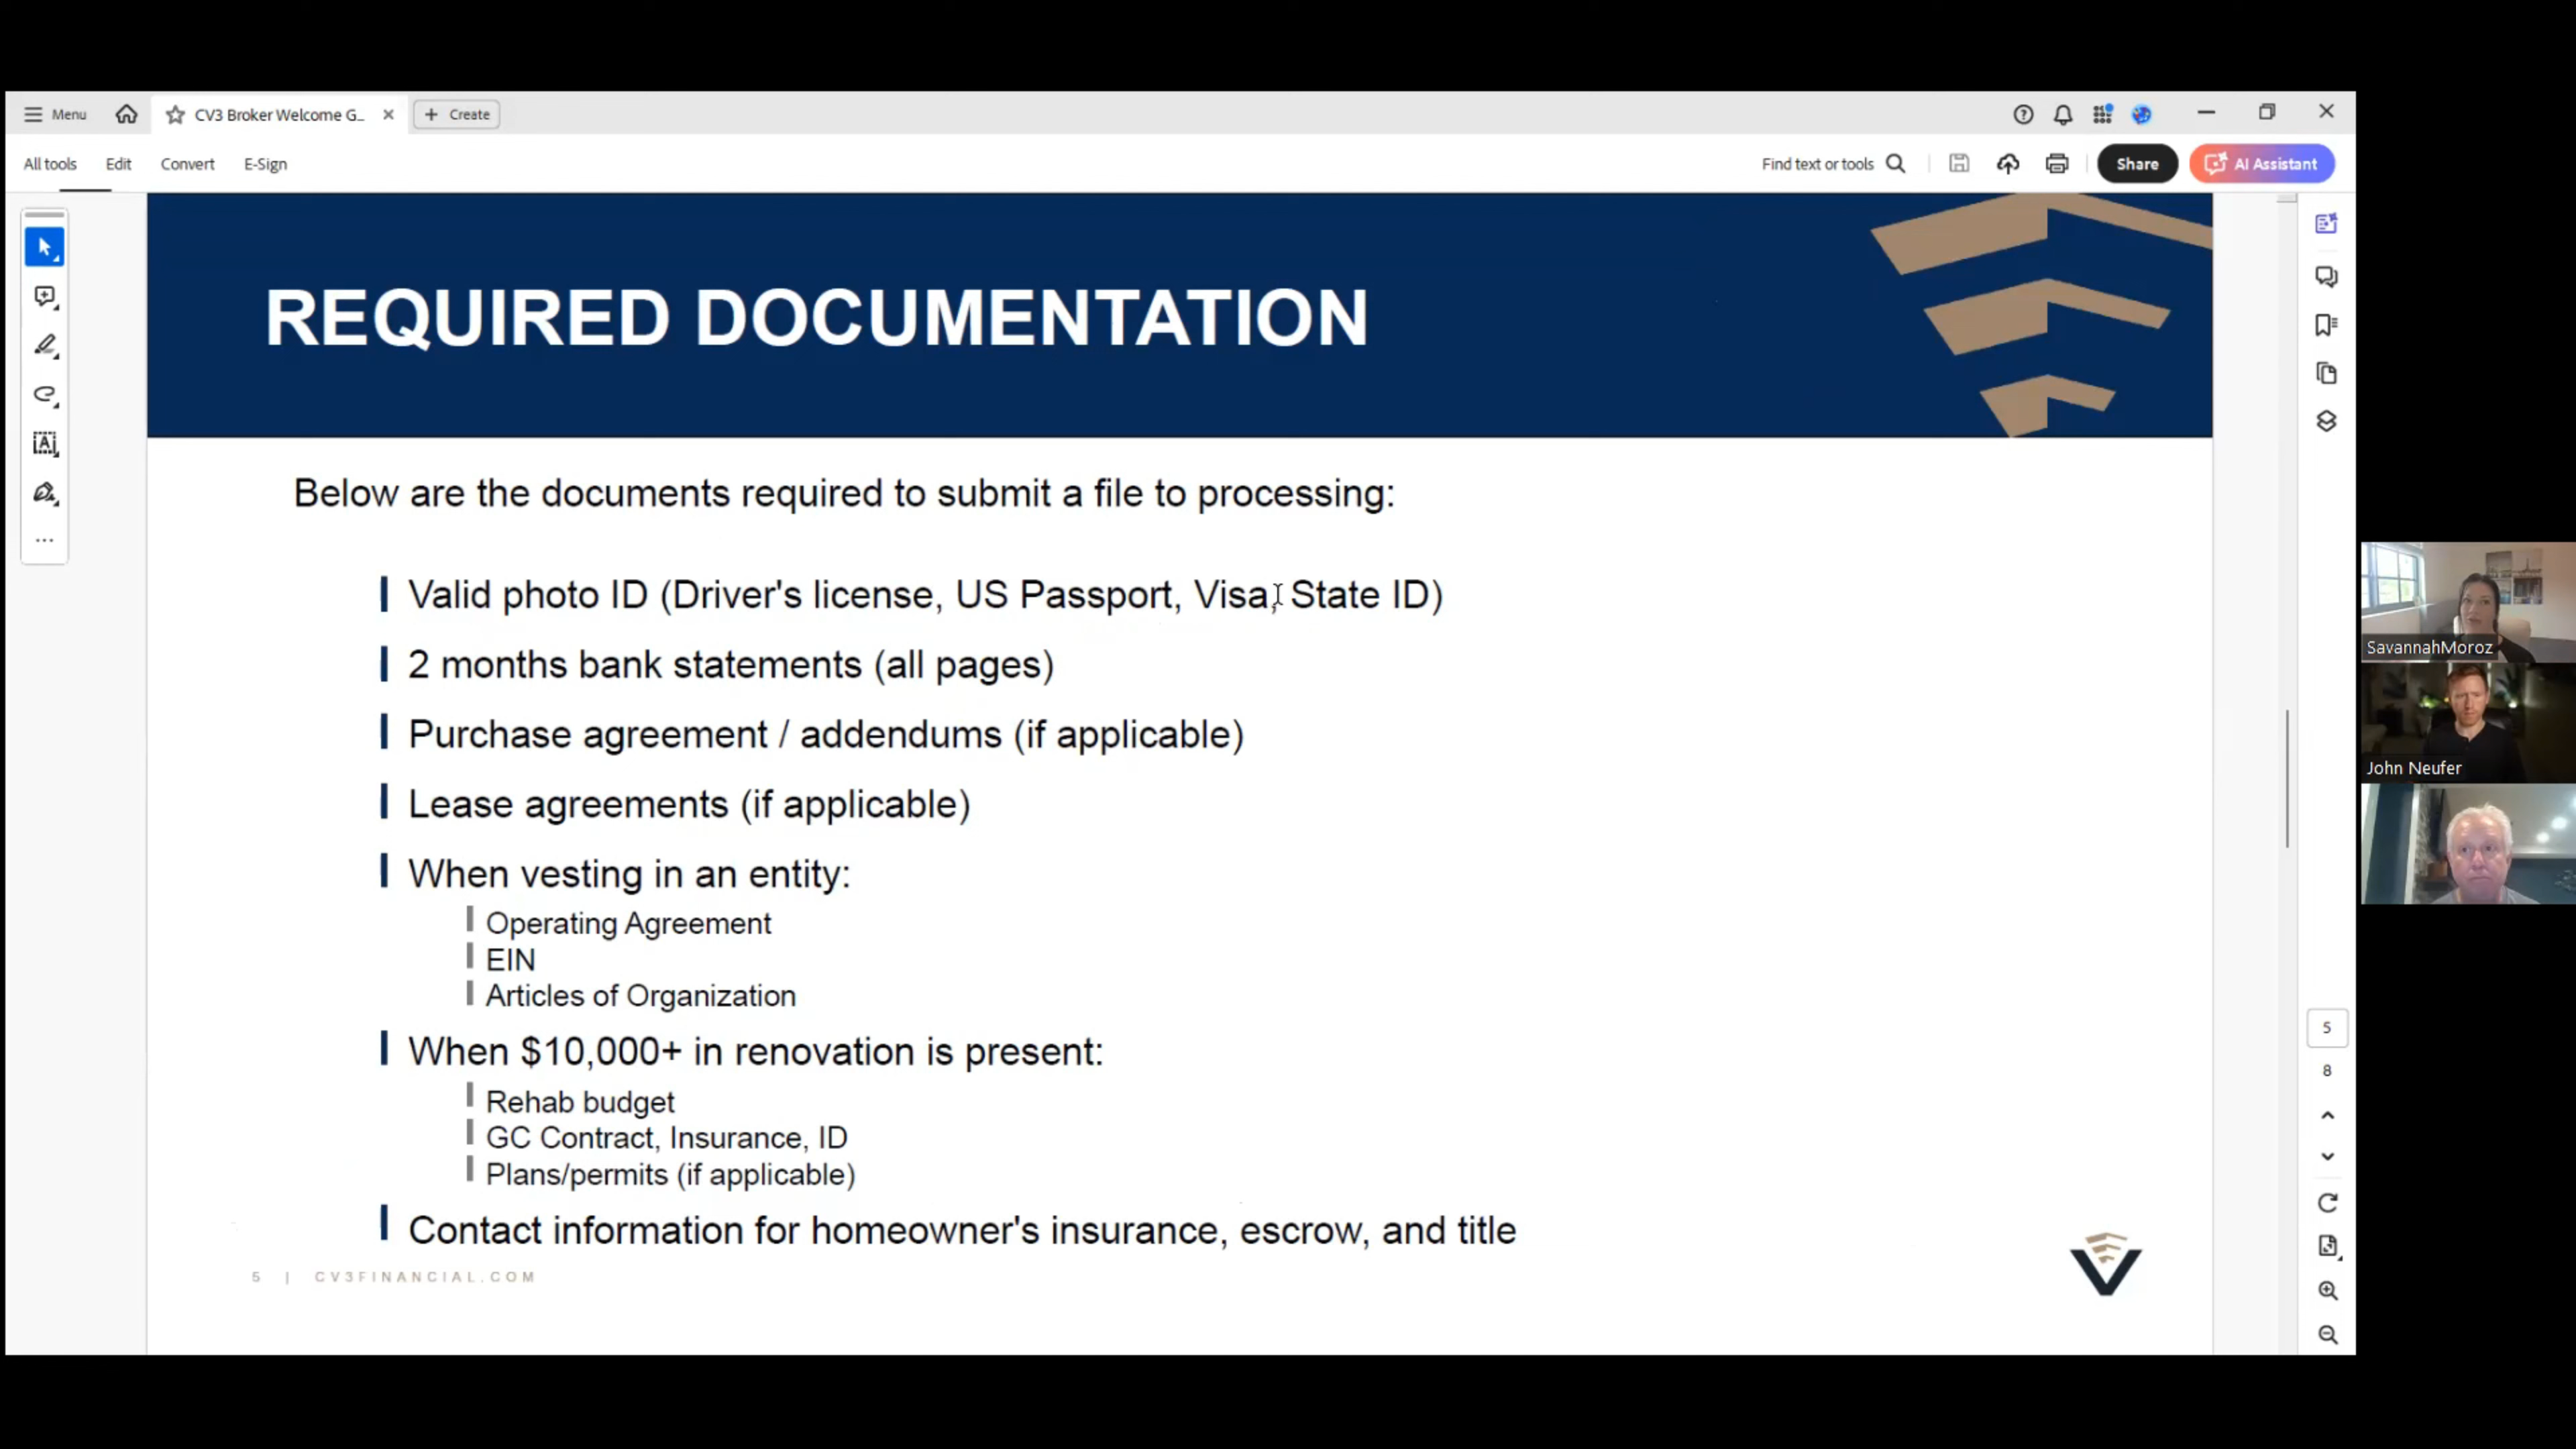 Menu
CV3 Broker Welcome G...
Create
All tools
Edit
Convert
E-Sign
Find text or tools
Share
AI Assistant
REQUIRED DOCUMENTATION
Below are the documents required to submit a file to processing:
Valid photo ID (Driver's license, US Passport, Visa, State ID)
2 months bank statements (all pages)
Purchase agreement / addendums (if applicable)
Lease agreements (if applicable)
When vesting in an entity:
Operating Agreement
EIN
Articles of Organization
When $10,000+ in renovation is present:
Rehab budget
GC Contract, Insurance, ID
Plans/permits (if applicable)
Contact information for homeowner's insurance, escrow, and title
5 | CV3FINANCIAL.COM
5
8
SavannahMoroz
John Neufer